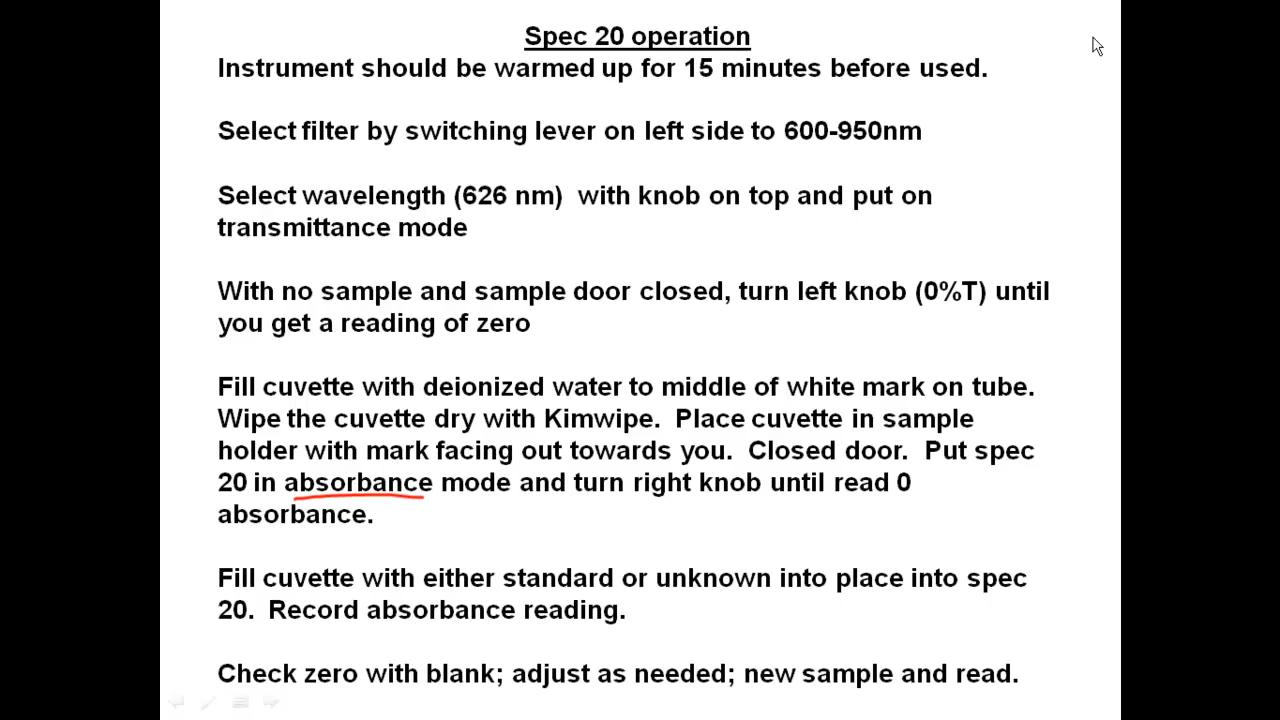 Spec 20 operation
Instrument should be warmed up for 15 minutes before used.
Select filter by switching lever on left side to 600-950nm
Select wavelength (626 nm)  with knob on top and put on
transmittance mode
With no sample and sample door closed, turn left knob (0%T) until
you get a reading of zero
Fill cuvette with deionized water to middle of white mark on tube.
Wipe the cuvette dry with Kimwipe.  Place cuvette in sample
holder with mark facing out towards you.  Closed door.  Put spec
20 in absorbance mode and turn right knob until read 0
absorbance.
Fill cuvette with either standard or unknown into place into spec
20.  Record absorbance reading.
Check zero with blank; adjust as needed; new sample and read.